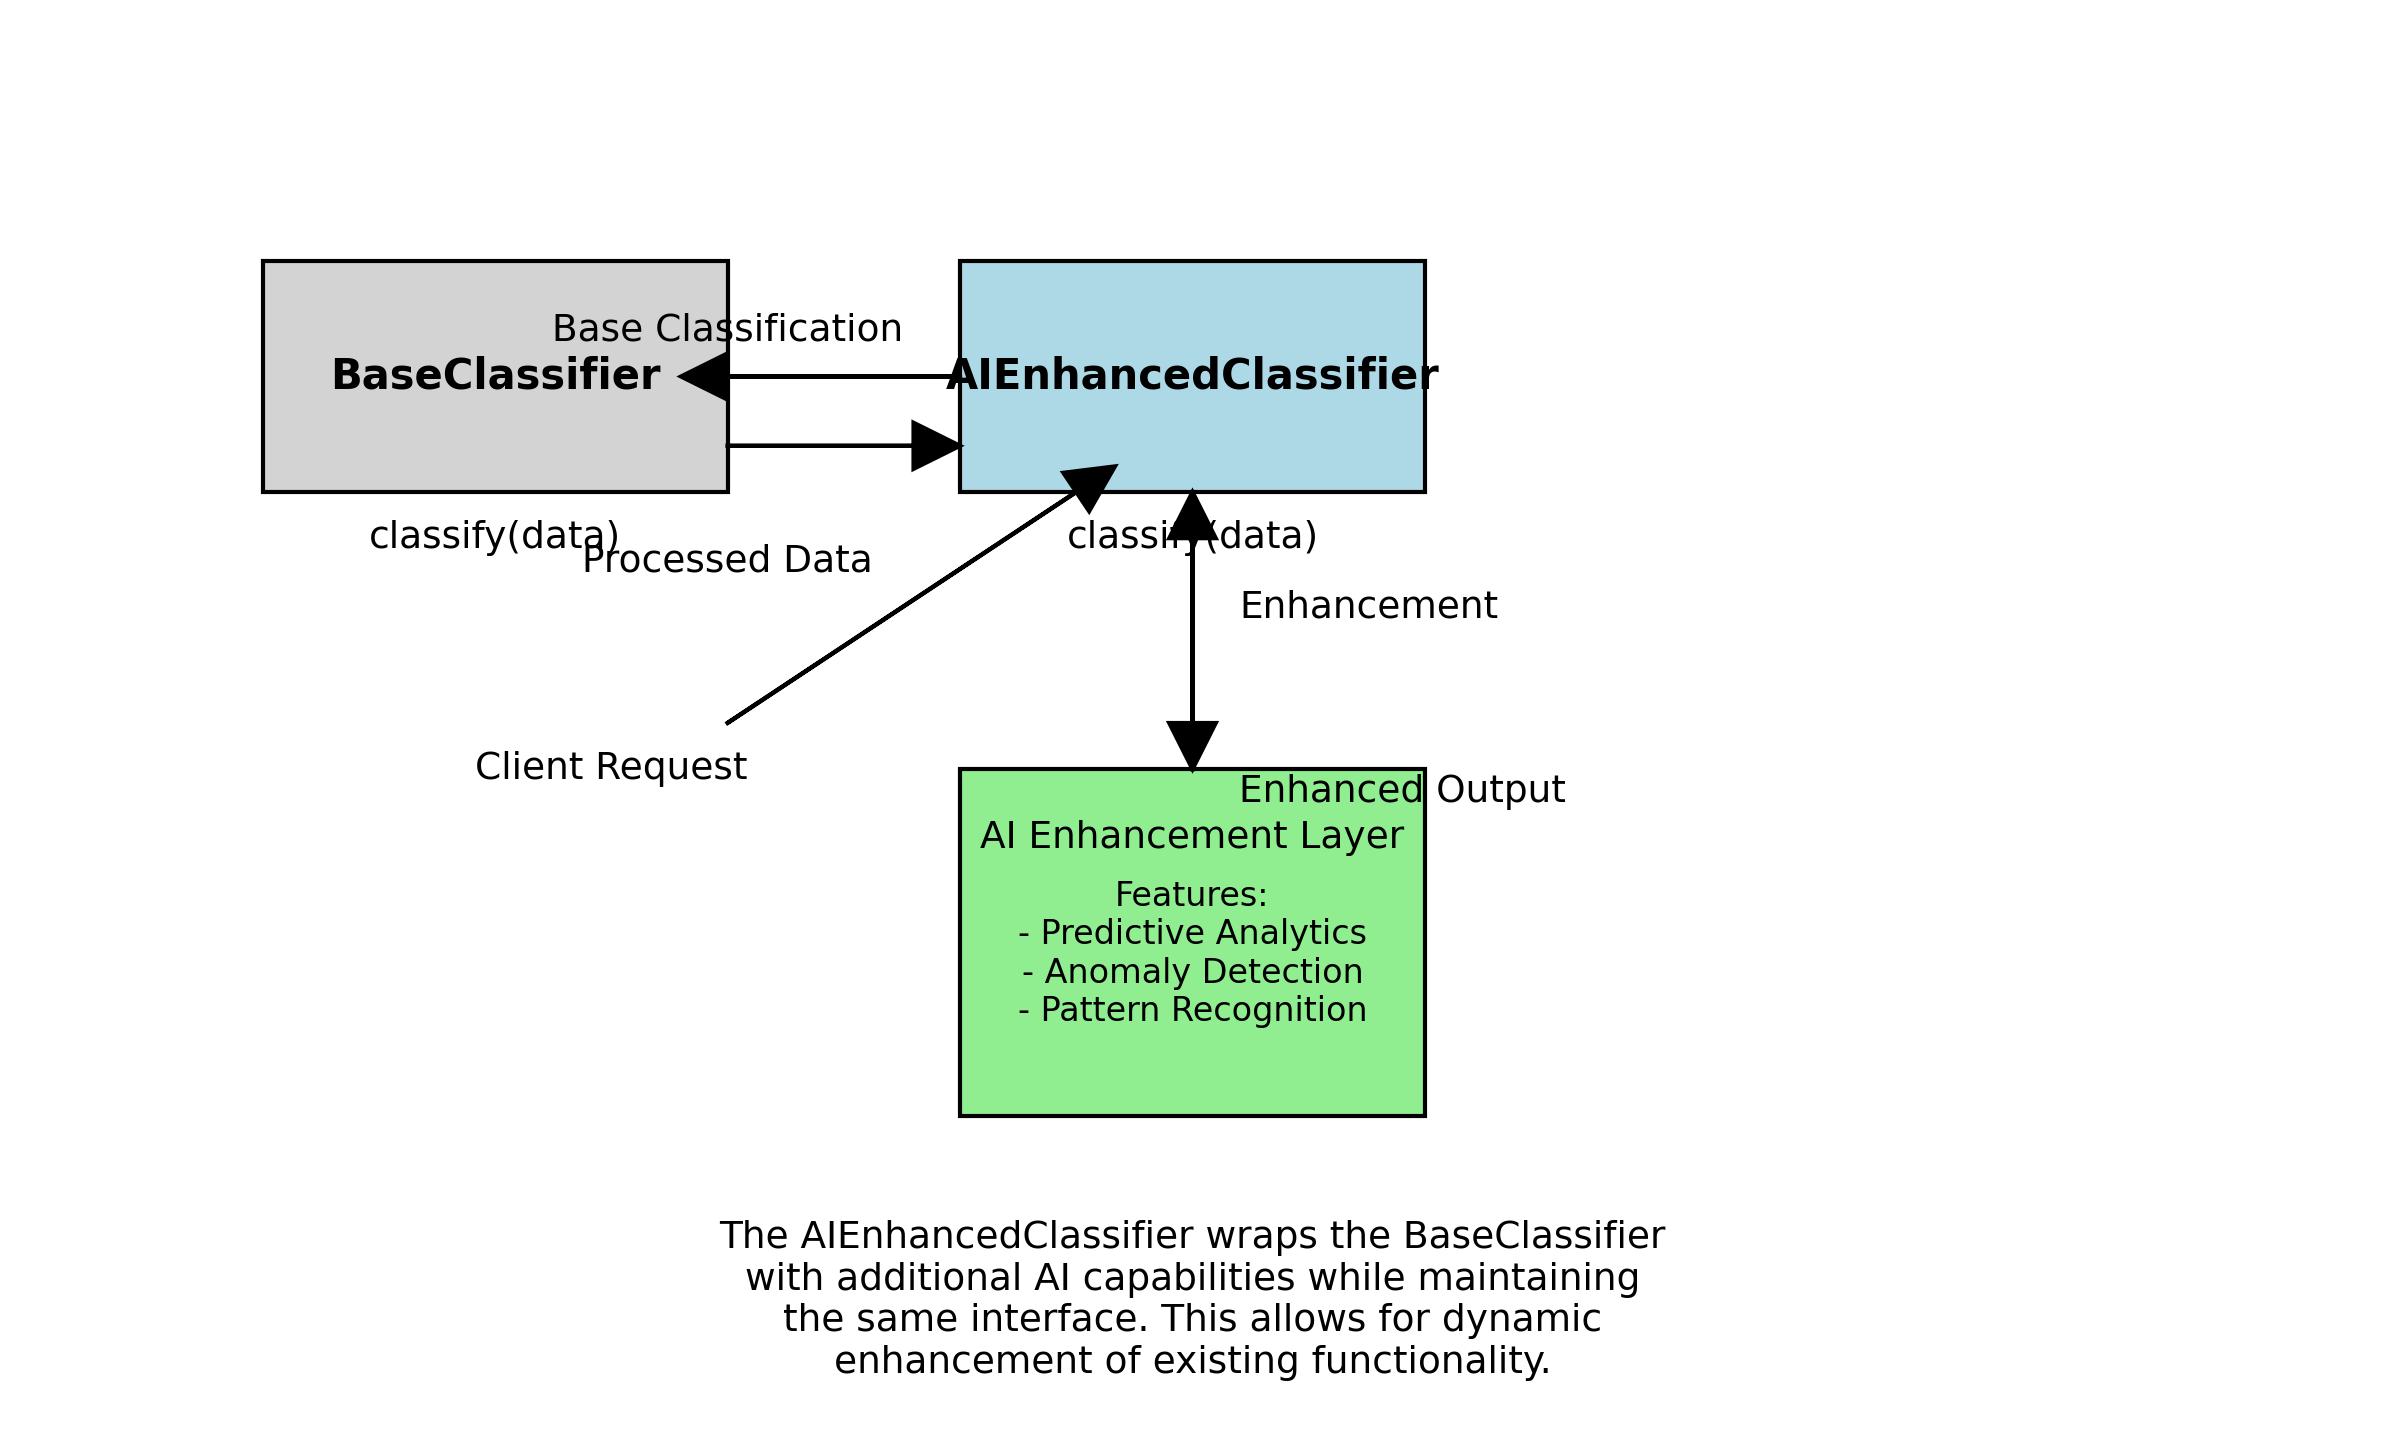 Base Classification
BaseClassifier
AIEnhancedClassifier
classify(data)
classify(data)
Processed Data
Enhancement
Client Request
Enhanced Output
AI Enhancement Layer
Features:
- Predictive Analytics
- Anomaly Detection
- Pattern Recognition
The AIEnhancedClassifier wraps the BaseClassifier
with additional AI capabilities while maintaining
the same interface. This allows for dynamic
enhancement of existing functionality.